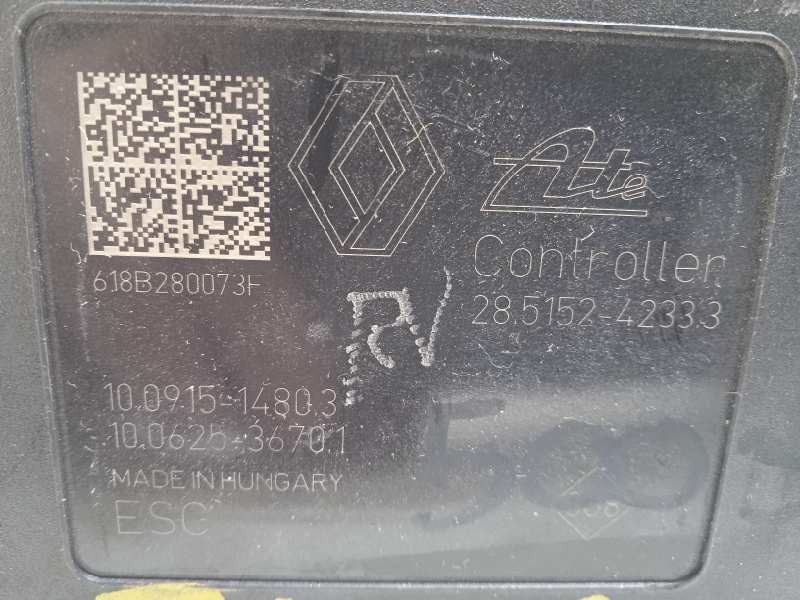 Ate
618B280073F
Controller
28.5152-4233.3
RV
10.0915-1480.3
10.0625-3670.1
MADE IN HUNGARY
ESC
500